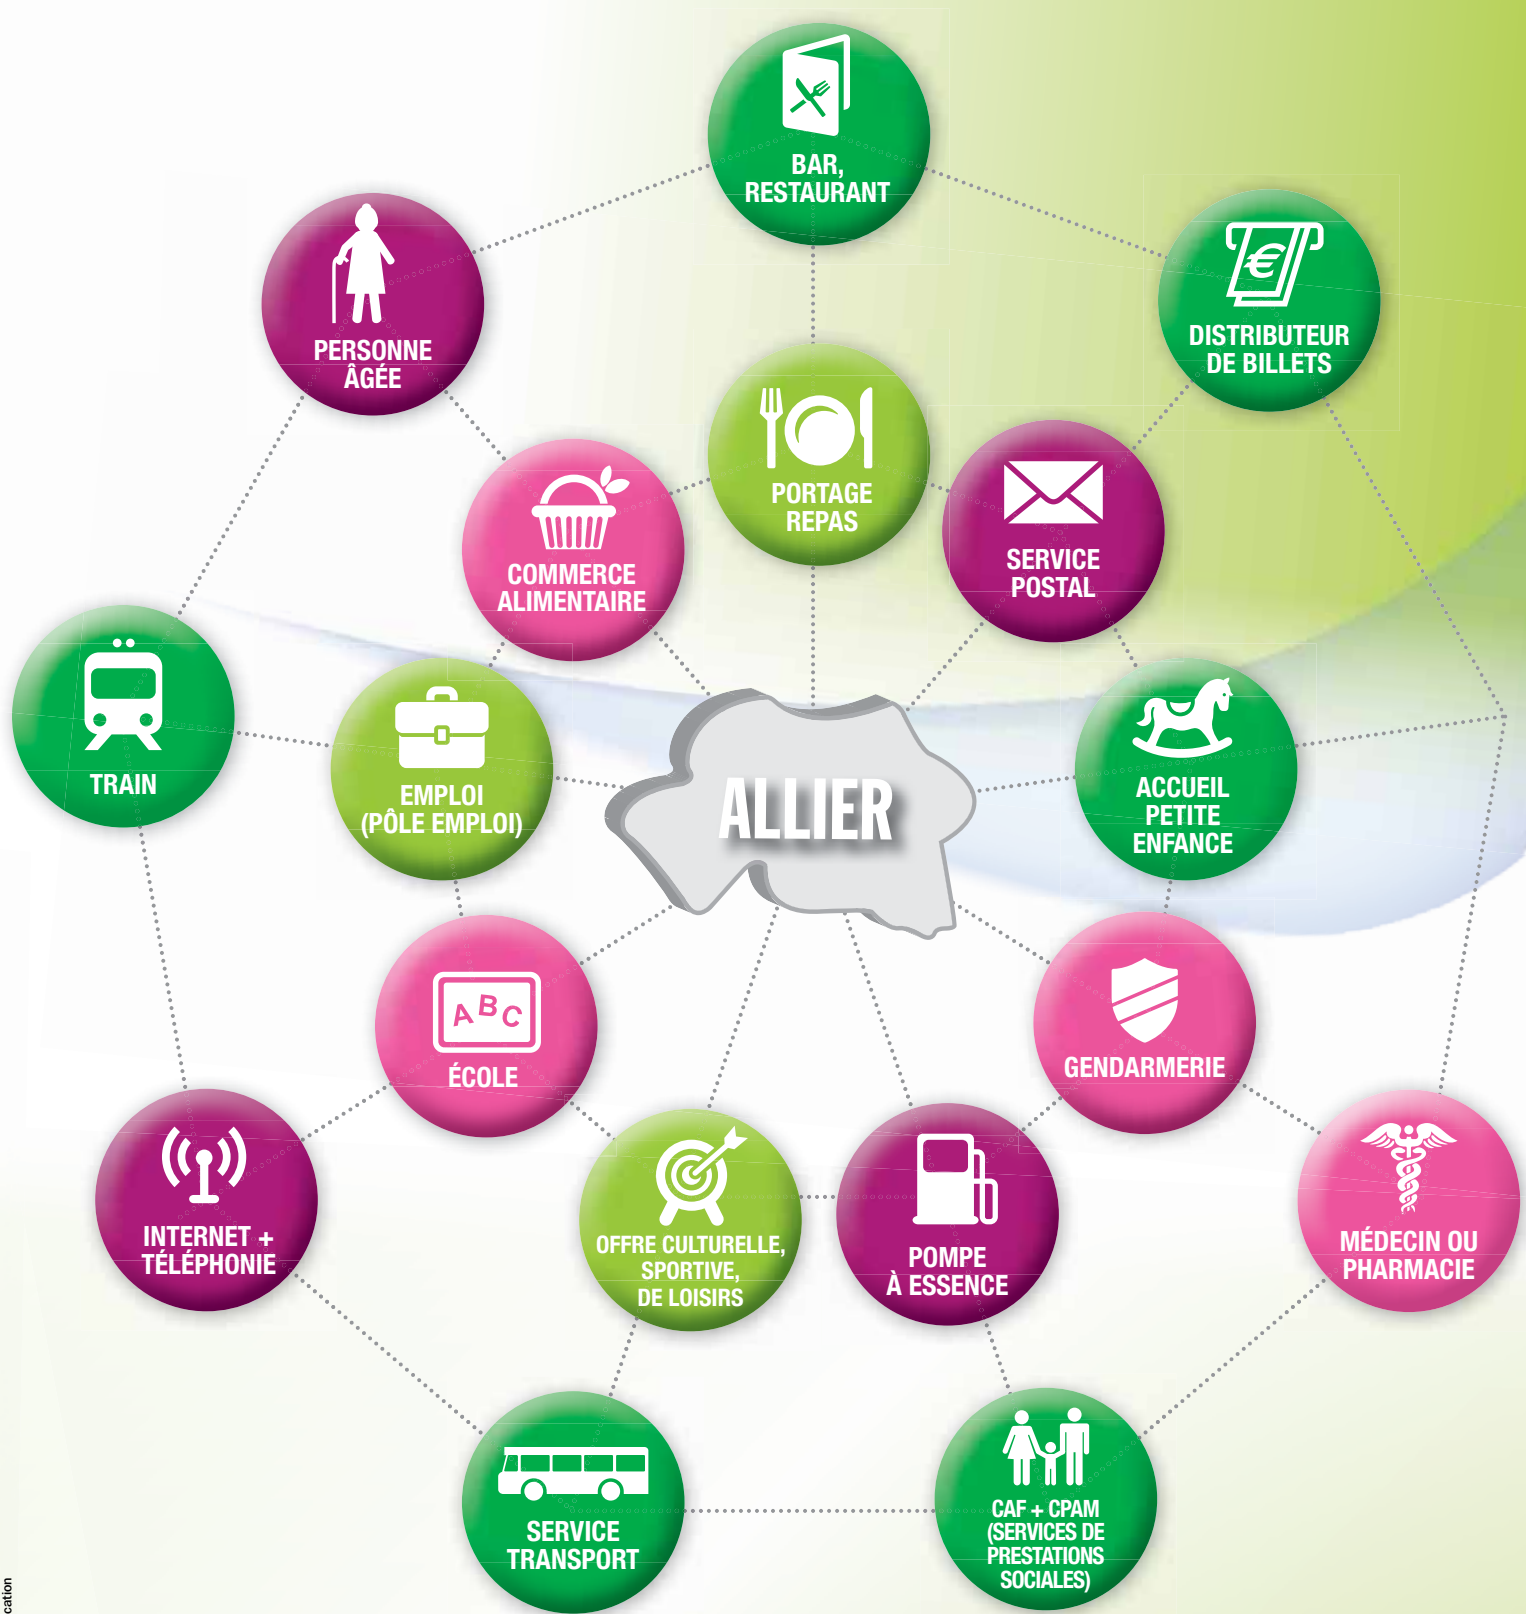 BAR,
RESTAURANT
PERSONNE
ÂGÉE
€
DISTRIBUTEUR
DE BILLETS
PORTAGE
REPAS
COMMERCE
ALIMENTAIRE
SERVICE
POSTAL
TRAIN
EMPLOI
(PÔLE EMPLOI)
ALLIER
ACCUEIL
PETITE
ENFANCE
A B C
ÉCOLE
GENDARMERIE
INTERNET +
TÉLÉPHONIE
OFFRE CULTURELLE,
SPORTIVE,
DE LOISIRS
POMPE
À ESSENCE
MÉDECIN OU
PHARMACIE
SERVICE
TRANSPORT
CAF + CPAM
(SERVICES DE
PRESTATIONS
SOCIALES)
cation